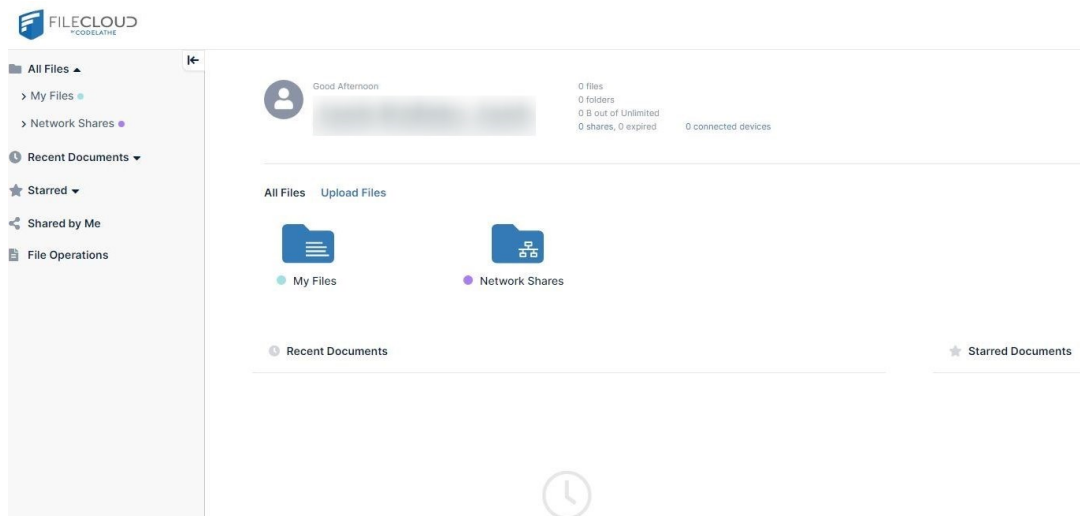 FILECLOUD
BY CODELATHE
All Files
My Files
Network Shares
Recent Documents
Starred
Shared by Me
File Operations
Good Afternoon
0 files
0 folders
0 B out of Unlimited
0 shares, 0 expired
0 connected devices
All Files
Upload Files
My Files
Network Shares
Recent Documents
Starred Documents